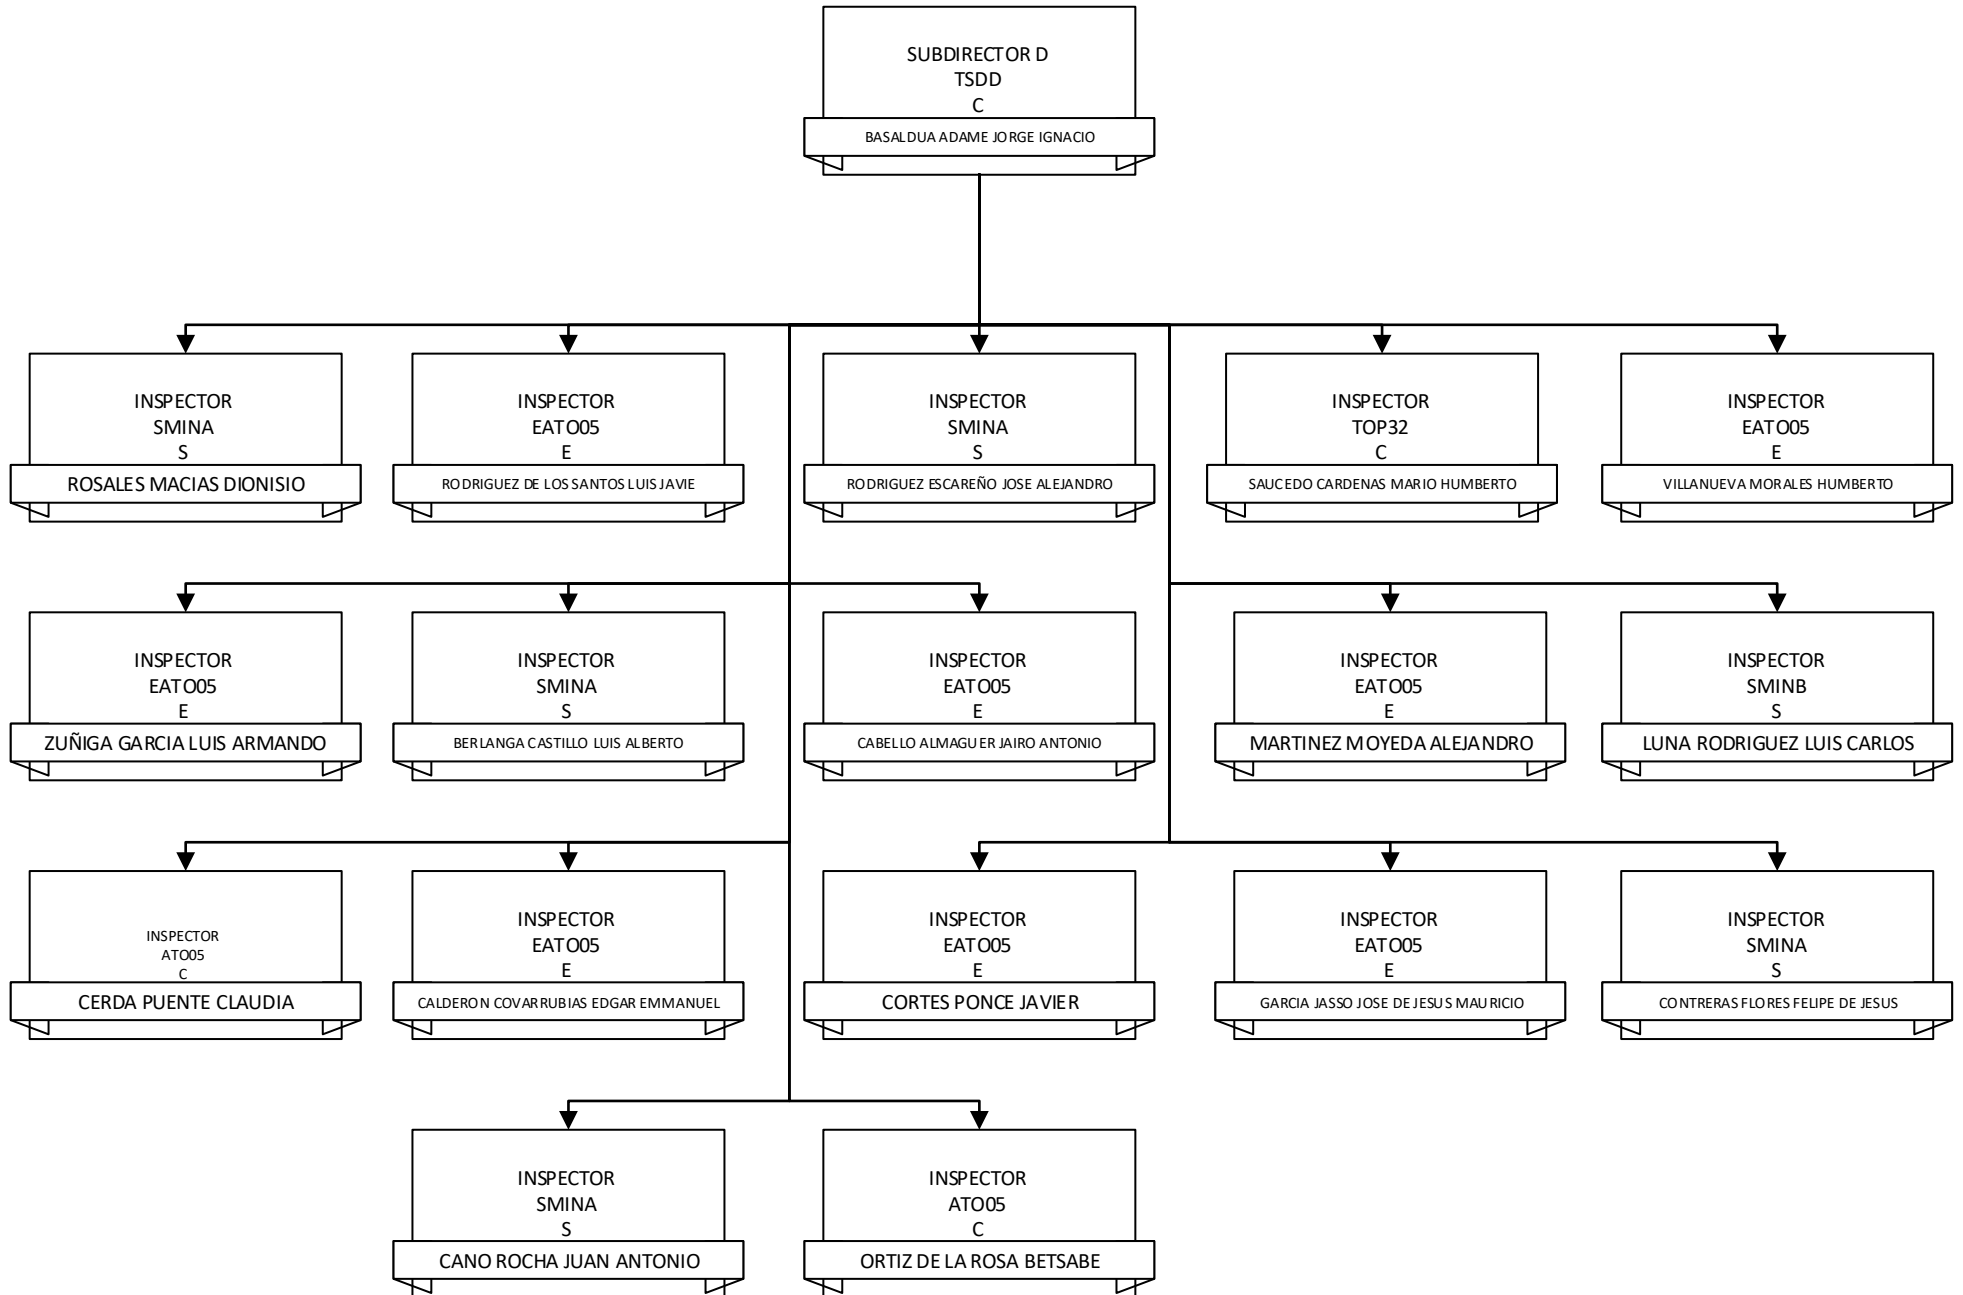 SUBDIRECTOR D
TSDD
C
BASALDUA ADAME JORGE IGNACIO
INSPECTOR
SMINA
S
ROSALES MACIAS DIONISIO
INSPECTOR
EATO05
E
RODRIGUEZ DE LOS SANTOS LUIS JAVIE
INSPECTOR
SMINA
S
RODRIGUEZ ESCAREÑO JOSE ALEJANDRO
INSPECTOR
TOP32
C
SAUCEDO CARDENAS MARIO HUMBERTO
INSPECTOR
EATO05
E
VILLANUEVA MORALES HUMBERTO
INSPECTOR
EATO05
E
ZUÑIGA GARCIA LUIS ARMANDO
INSPECTOR
SMINA
S
BERLANGA CASTILLO LUIS ALBERTO
INSPECTOR
EATO05
E
CABELLO ALMAGUER JAIRO ANTONIO
INSPECTOR
EATO05
E
MARTINEZ MOYEDA ALEJANDRO
INSPECTOR
SMINB
S
LUNA RODRIGUEZ LUIS CARLOS
INSPECTOR
ATO05
C
CERDA PUENTE CLAUDIA
INSPECTOR
EATO05
E
CALDERON COVARRUBIAS EDGAR EMMANUEL
INSPECTOR
EATO05
E
CORTES PONCE JAVIER
INSPECTOR
EATO05
E
GARCIA JASSO JOSE DE JESUS MAURICIO
INSPECTOR
SMINA
S
CONTRERAS FLORES FELIPE DE JESUS
INSPECTOR
SMINA
S
CANO ROCHA JUAN ANTONIO
INSPECTOR
ATO05
C
ORTIZ DE LA ROSA BETSABE